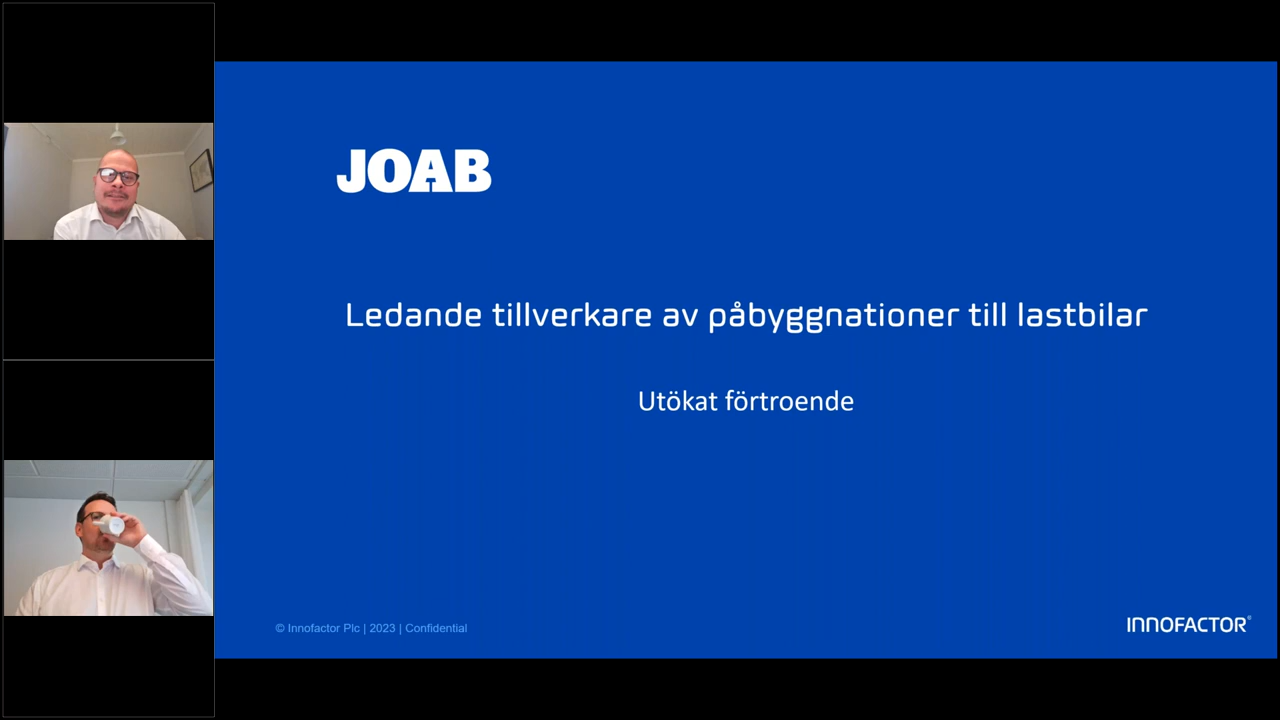 JOAB
Ledande tillverkare av påbyggnationer till lastbilar
Utökat förtroende
© Innofactor Plc | 2023 | Confidential
INNOFACTOR®